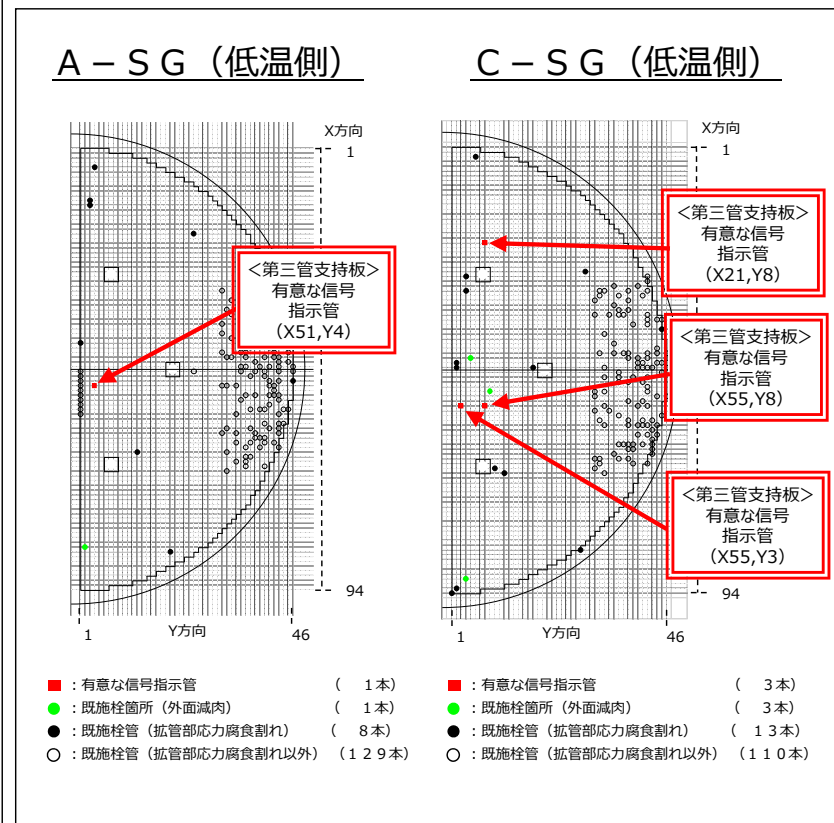 A－SG（低温側）
C－SG（低温側）
X方向
1
94
1
Y方向
46
＜第三管支持板＞
有意な信号
指示管
（X51,Y4）
X方向
1
94
1
Y方向
46
＜第三管支持板＞
有意な信号
指示管
（X21,Y8）
＜第三管支持板＞
有意な信号
指示管
（X55,Y8）
＜第三管支持板＞
有意な信号
指示管
（X55,Y3）
：有意な信号指示管 （ 1本）
：既施栓箇所（外面減肉） （ 1本）
：既施栓管（拡管部応力腐食割れ） （ 8本）
：既施栓管（拡管部応力腐食割れ以外） （129本）
：有意な信号指示管 （ 3本）
：既施栓箇所（外面減肉） （ 3本）
：既施栓管（拡管部応力腐食割れ） （ 13本）
：既施栓管（拡管部応力腐食割れ以外） （110本）